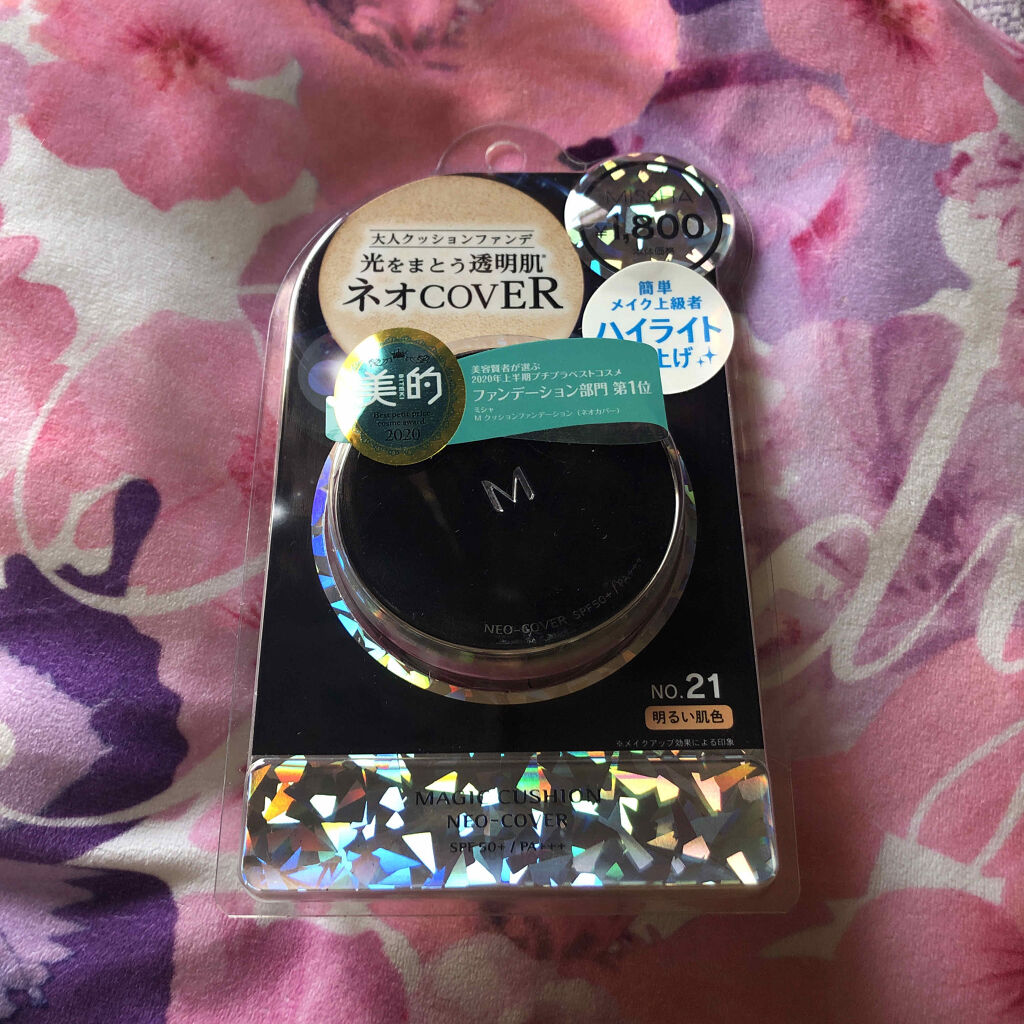 MISSHA
¥1,800
本体価格
大人クッションファンデ
光をまとう透明肌*
ネオCOVER
簡単
メイク上級者
ハイライト
上げ
美的
BITEKI
Best petit price
cosme award
2020
美容賢者が選ぶ
2020年上半期プチプラベストコスメ
ファンデーション部門 第1位
ミシャ
M クッションファンデーション(ネオカバー)
M
NEO-COVER SPF50+/PA+++
NO.21
明るい肌色
※メイクアップ効果による印象
MAGIC CUSHION
NEO-COVER
SPF50+ / PA+++